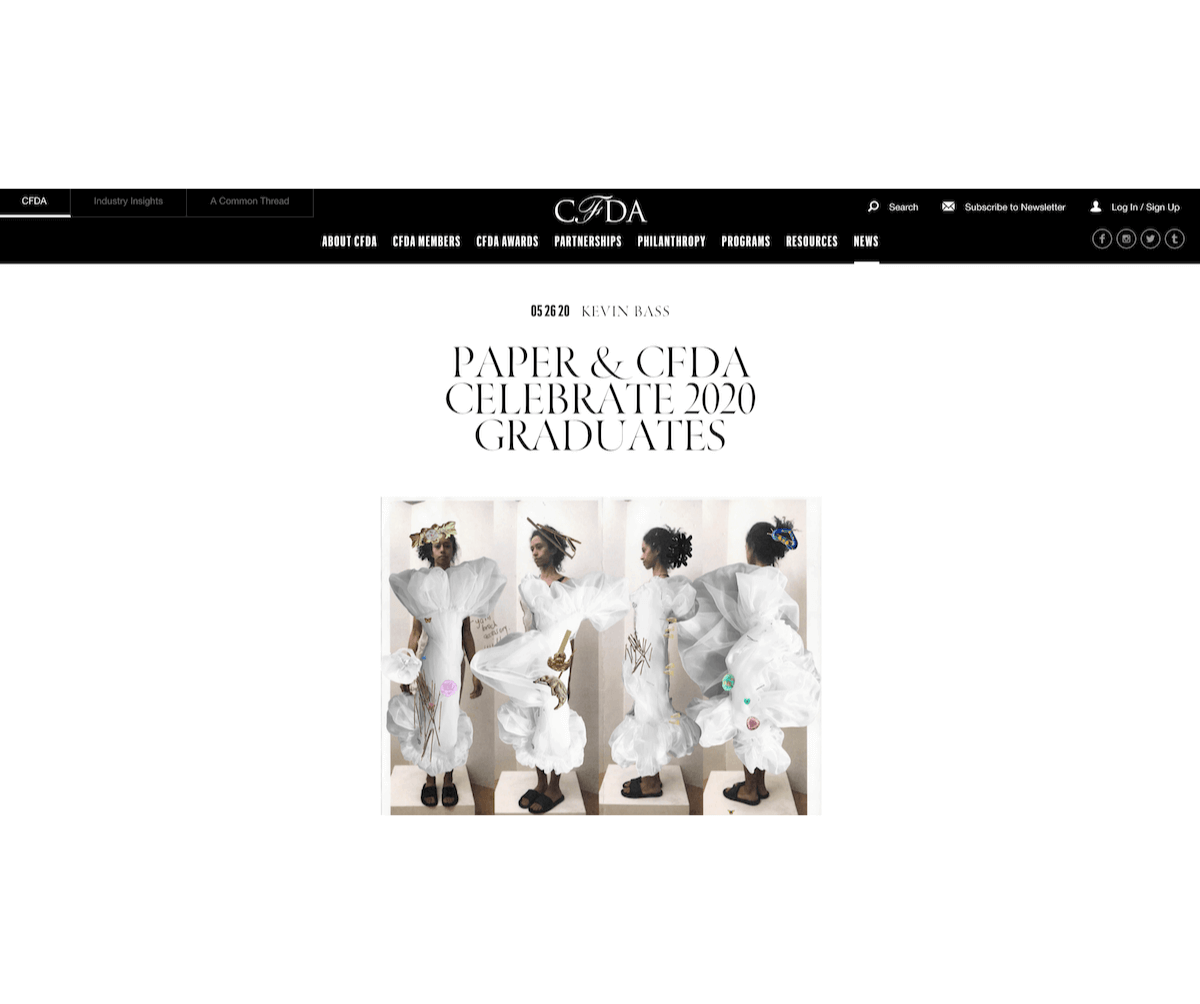 CFDA
Industry Insights
A Common Thread
CFDA
Search
Subscribe to Newsletter
Log In / Sign Up
ABOUT CFDA
CFDA MEMBERS
CFDA AWARDS
PARTNERSHIPS
PHILANTHROPY
PROGRAMS
RESOURCES
NEWS
05 26 20 KEVIN BASS
PAPER & CFDA
CELEBRATE 2020
GRADUATES